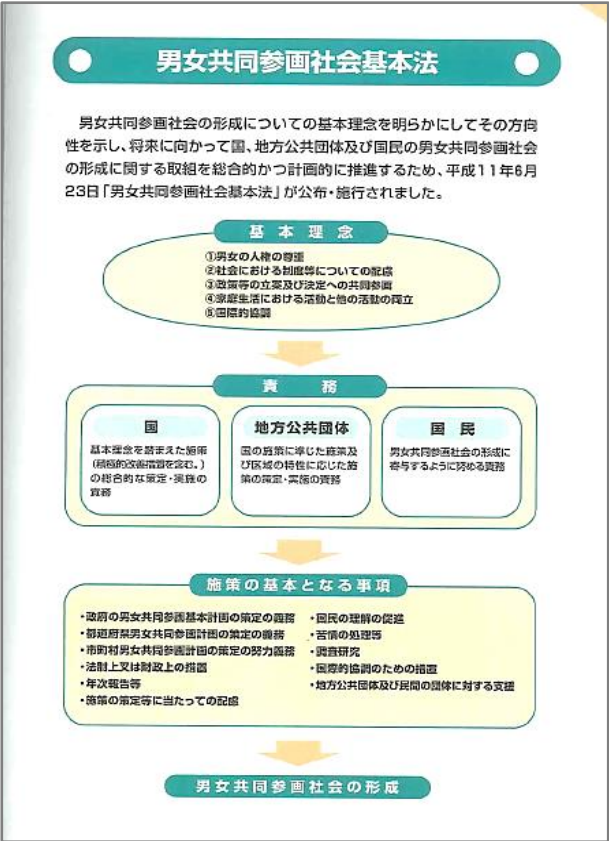 男女共同参画社会基本法
男女共同参画社会の形成についての基本理念を明らかにしてその方向
性を示し、将来に向かって国、地方公共団体及び国民の男女共同参画社会
の形成に関する取組を総合的かつ計画的に推進するため、平成11年6月
23日「男女共同参画社会基本法」が公布・施行されました。
基本理念
①男女の人権の尊重
②社会における制度等についての配慮
③政策等の立案及び決定への共同参画
④家庭生活における活動と他の活動の両立
⑤国際的協調
責務
国
基本理念を踏まえた施策
(積極的改善措置を含む。)
の総合的な策定・実施の
責務
地方公共団体
国の施策に準じた施策及
び区域の特性に応じた施
策の策定・実施の責務
国民
男女共同参画社会の形成に
寄与するように努める責務
施策の基本となる事項
・政府の男女共同参画基本計画の策定の義務
・都道府県男女共同参画計画の策定の義務
・市町村男女共同参画計画の策定の努力義務
・法制上又は財政上の措置
・年次報告等
・施策の策定等に当たっての配慮
・国民の理解の促進
・苦情の処理等
・調査研究
・国際的協調のための措置
・地方公共団体及び民間の団体に対する支援
男女共同参画社会の形成